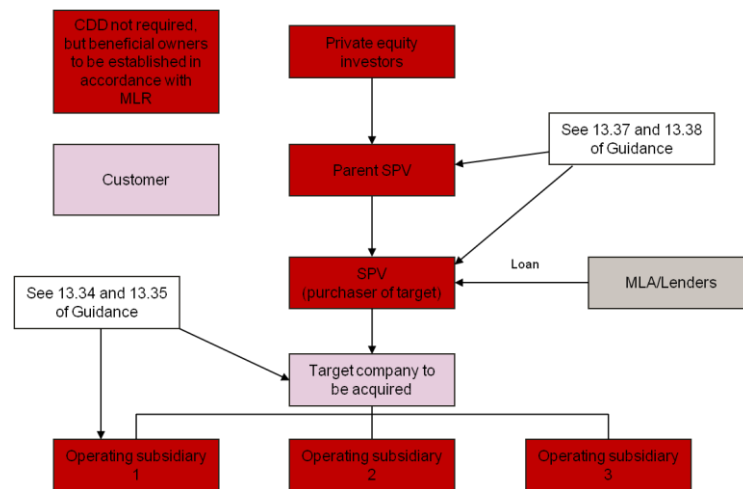 CDD not required,
but beneficial owners
to be established in
accordance with
MLR
Private equity
investors
See 13.37 and 13.38
of Guidance
Customer
Parent SPV
SPV
(purchaser of target)
Loan
MLA/Lenders
See 13.34 and 13.35
of Guidance
Target company to
be acquired
Operating subsidiary
1
Operating subsidiary
2
Operating subsidiary
3